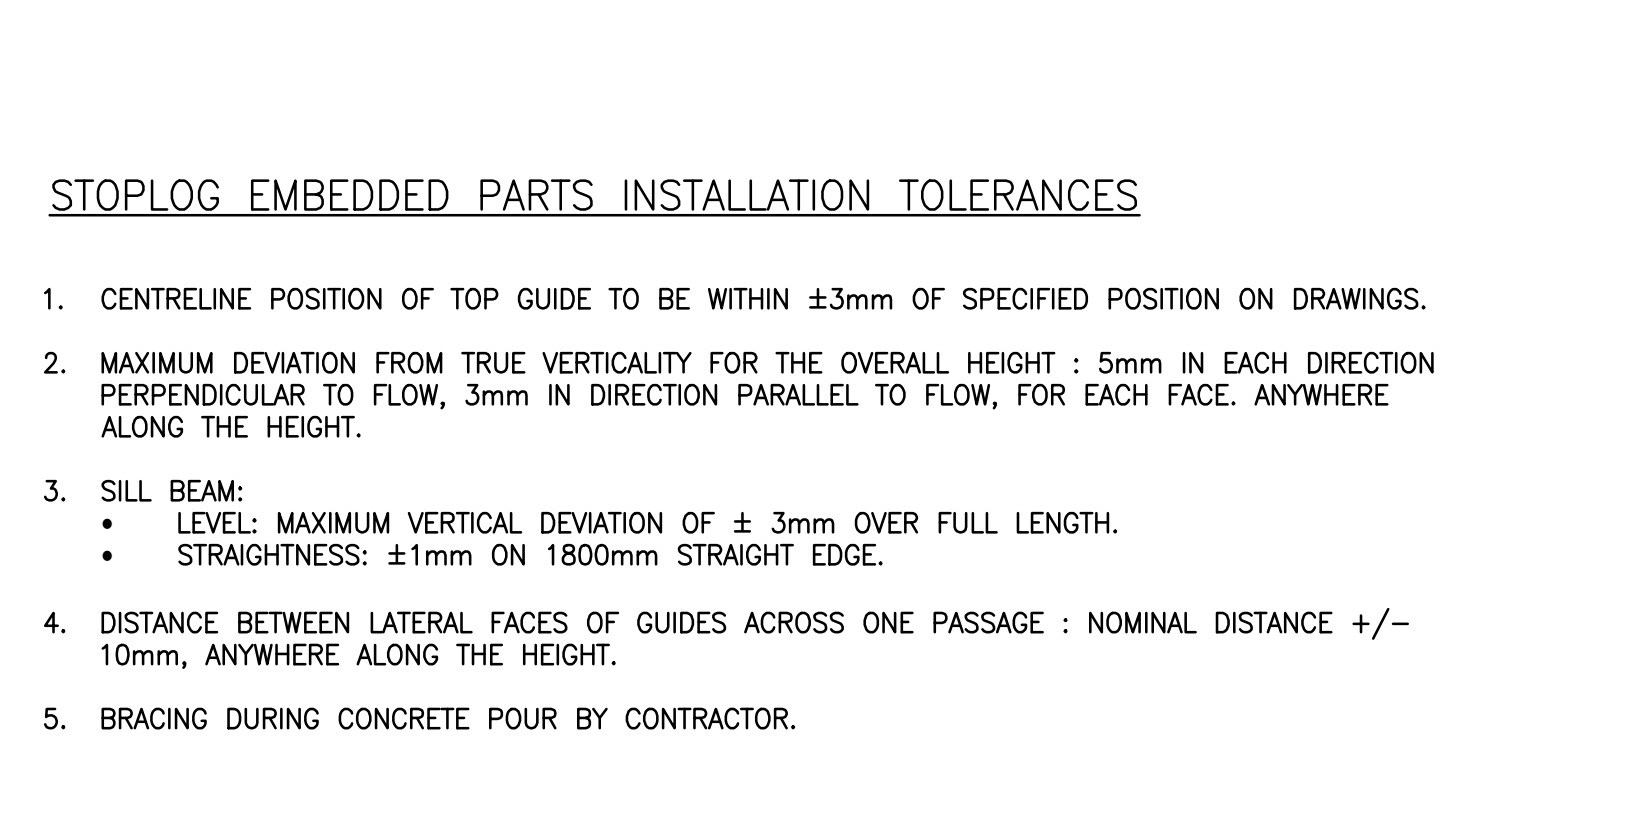 STOPLOG EMBEDDED PARTS INSTALLATION TOLERANCES
1. CENTRELINE POSITION OF TOP GUIDE TO BE WITHIN ±3mm OF SPECIFIED POSITION ON DRAWINGS.
2. MAXIMUM DEVIATION FROM TRUE VERTICALITY FOR THE OVERALL HEIGHT : 5mm IN EACH DIRECTION
PERPENDICULAR TO FLOW, 3mm IN DIRECTION PARALLEL TO FLOW, FOR EACH FACE. ANYWHERE
ALONG THE HEIGHT.
3. SILL BEAM:
• LEVEL: MAXIMUM VERTICAL DEVIATION OF ± 3mm OVER FULL LENGTH.
• STRAIGHTNESS: ±1mm ON 1800mm STRAIGHT EDGE.
4. DISTANCE BETWEEN LATERAL FACES OF GUIDES ACROSS ONE PASSAGE : NOMINAL DISTANCE +/-
10mm, ANYWHERE ALONG THE HEIGHT.
5. BRACING DURING CONCRETE POUR BY CONTRACTOR.